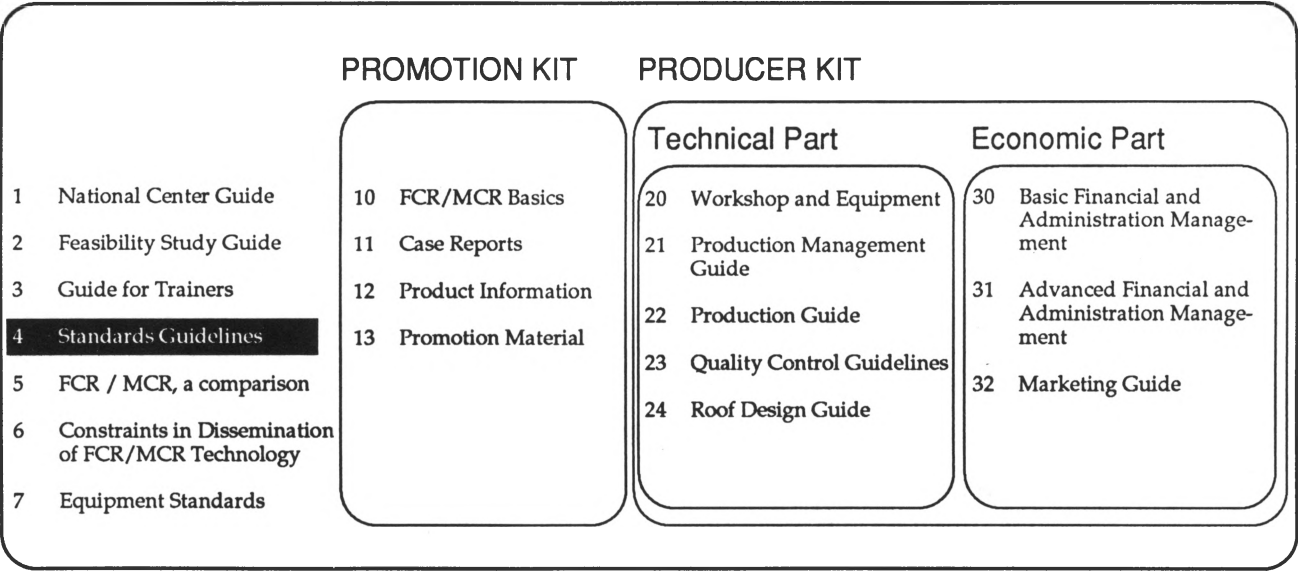 PROMOTION KIT
PRODUCER KIT
Technical Part
Economic Part
1 National Center Guide
2 Feasibility Study Guide
3 Guide for Trainers
4 Standards Guidelines
5 FCR / MCR, a comparison
6 Constraints in Dissemination
of FCR/MCR Technology
7 Equipment Standards
10 FCR/MCR Basics
11 Case Reports
12 Product Information
13 Promotion Material
20 Workshop and Equipment
21 Production Management
Guide
22 Production Guide
23 Quality Control Guidelines
24 Roof Design Guide
30 Basic Financial and
Administration Manage-
ment
31 Advanced Financial and
Administration Manage-
ment
32 Marketing Guide